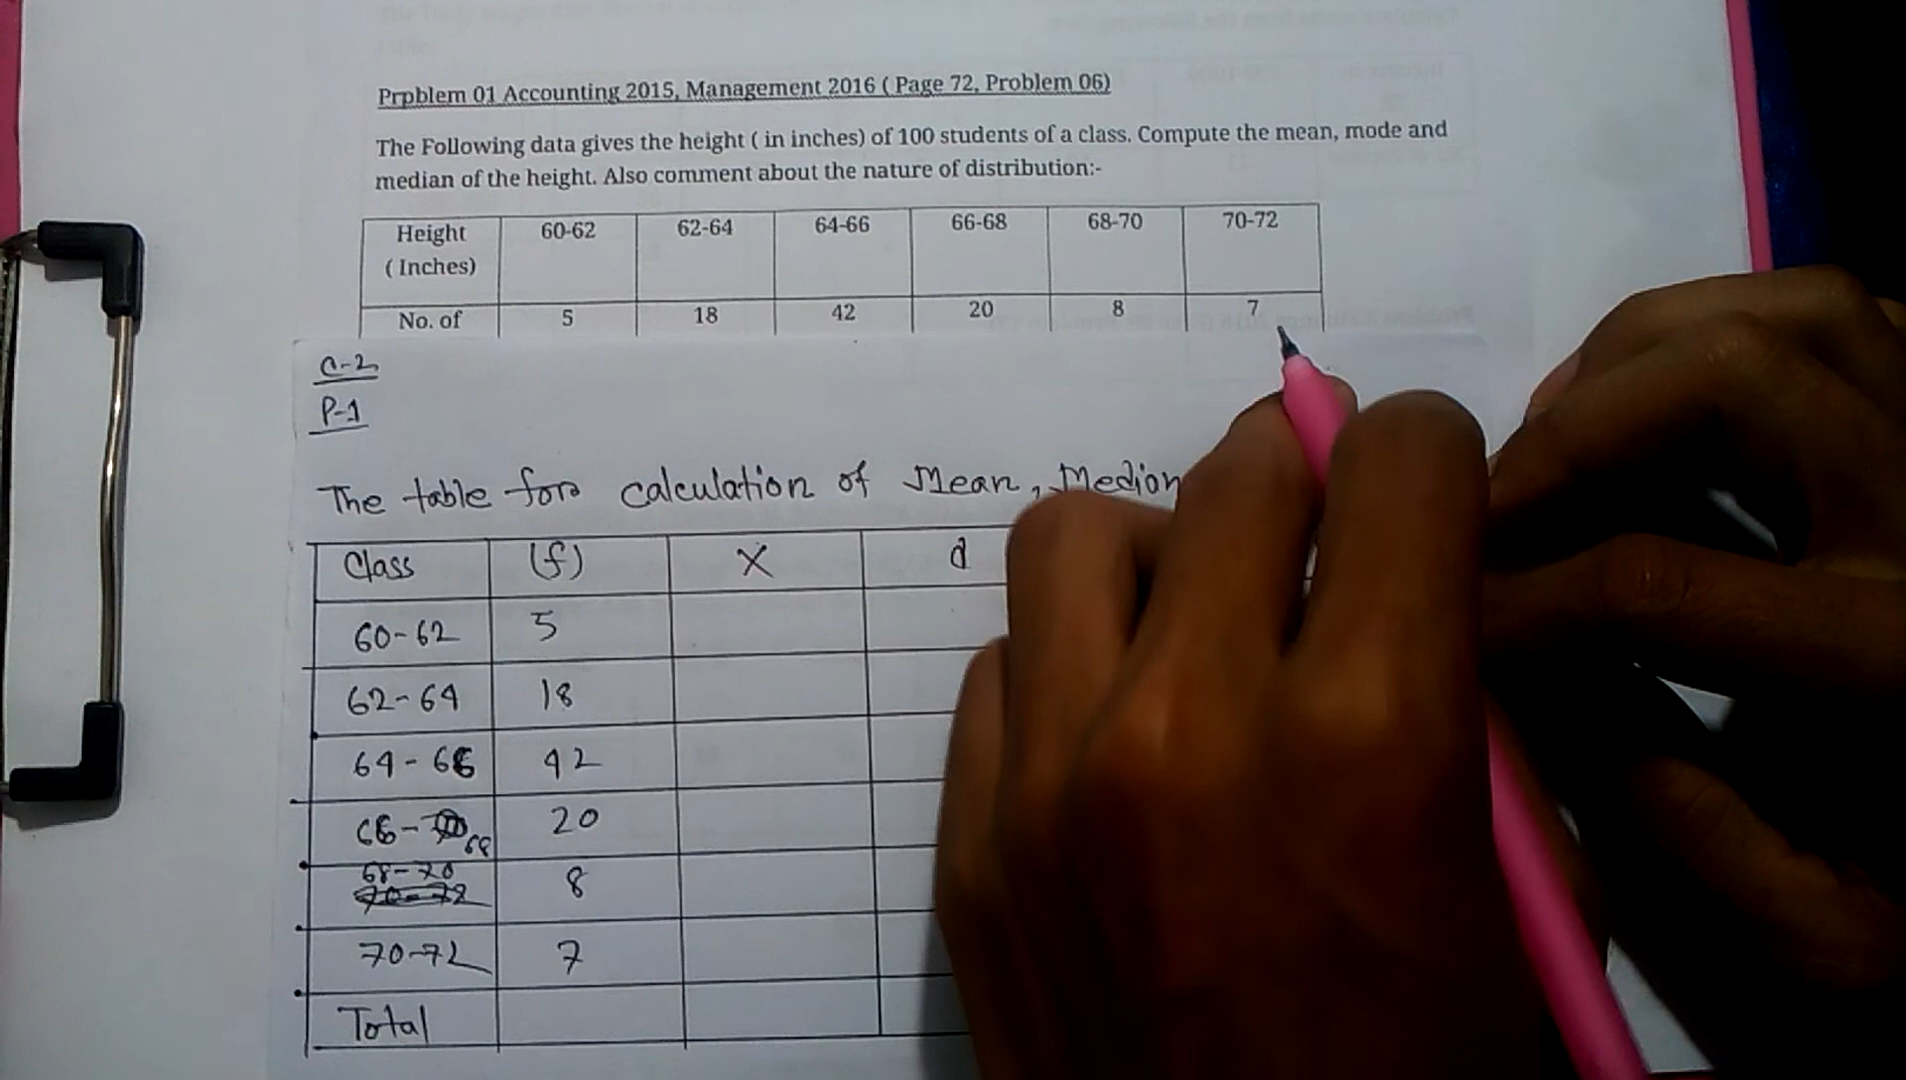 Prpblem 01 Accounting 2015, Management 2016 ( Page 72, Problem 06)
The Following data gives the height ( in inches) of 100 students of a class. Compute the mean, mode and
median of the height. Also comment about the nature of distribution:-
Height ( Inches) 60-62 62-64 64-66 66-68 68-70 70-72
No. of 5 18 42 20 8 7
C-2
P-1
The table for calculation of Mean, Median
Class (f) X d
60-62 5
62-64 18
64-66 42
66-68 20
68-70 8
70-72
70-72 7
Total